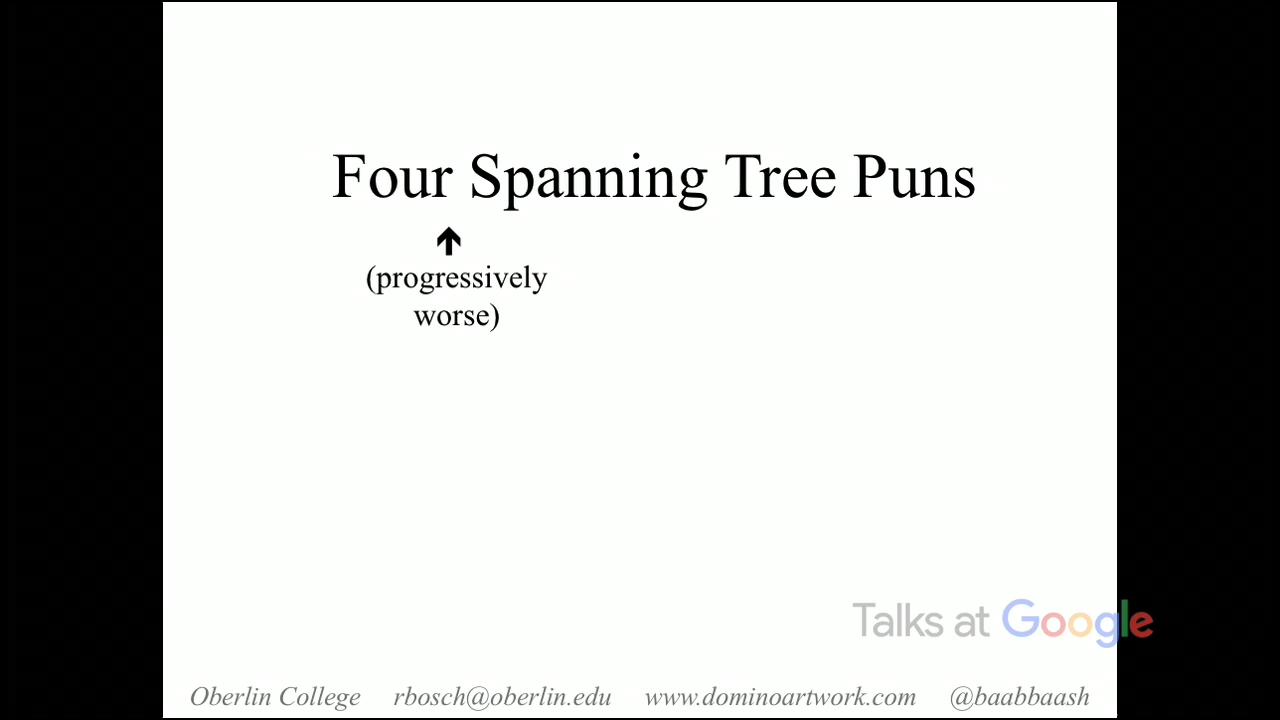 Four Spanning Tree Puns
(progressively
worse)
Talks at Google
Oberlin College rbosch@oberlin.edu www.dominoartwork.com @baabbaash